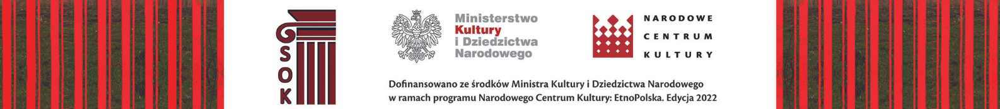 GSOK
Ministerstwo
Kultury
i Dziedzictwa
Narodowego
NARODOWE
CENTRUM
KULTURY
Dofinansowano ze środków Ministra Kultury i Dziedzictwa Narodowego
w ramach programu Narodowego Centrum Kultury: EtnoPolska. Edycja 2022